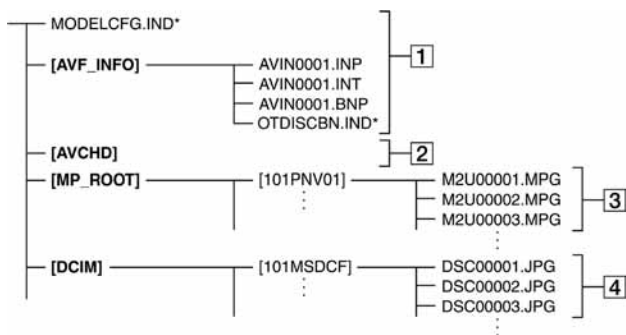 MODELCFG.IND*
[AVF_INFO]
AVIN0001.INP
AVIN0001.INT
AVIN0001.BNP
OTDISCBN.IND*
1
[AVCHD]
2
[MP_ROOT]
[101PNV01]
M2U00001.MPG
M2U00002.MPG
M2U00003.MPG
3
[DCIM]
[101MSDCF]
DSC00001.JPG
DSC00002.JPG
DSC00003.JPG
4